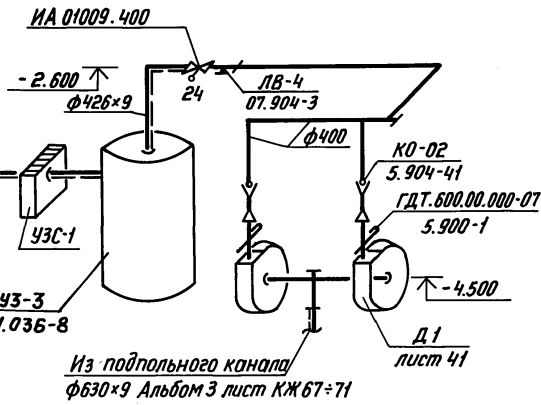 ИА 01009.400
-2.600
24
ЛВ-4
07.904-3
ф426×9
ф400
КО-02
5.904-41
ГДТ.600.00.000-07
5.900-1
УЗС-1
УЗ-3
1.036-8
-4.500
Д1
лист 41
Из подпольного канала
ф630×9 Альбом 3 лист КЖ67÷71